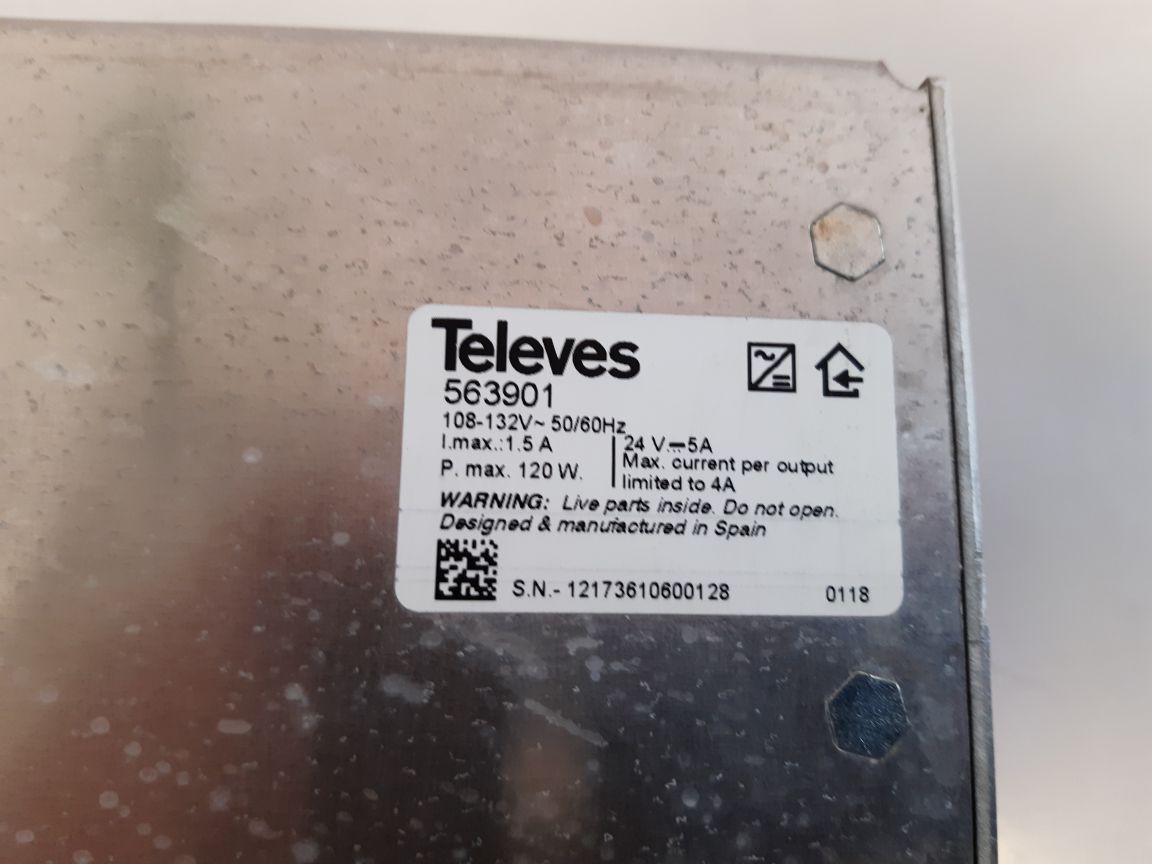 Televes
563901
108-132V~ 50/60Hz
I.max.:1.5 A
P. max. 120 W.
24 V⎓5A
Max. current per output
limited to 4A
WARNING: Live parts inside. Do not open.
Designed & manufactured in Spain
S.N.- 12173610600128 0118